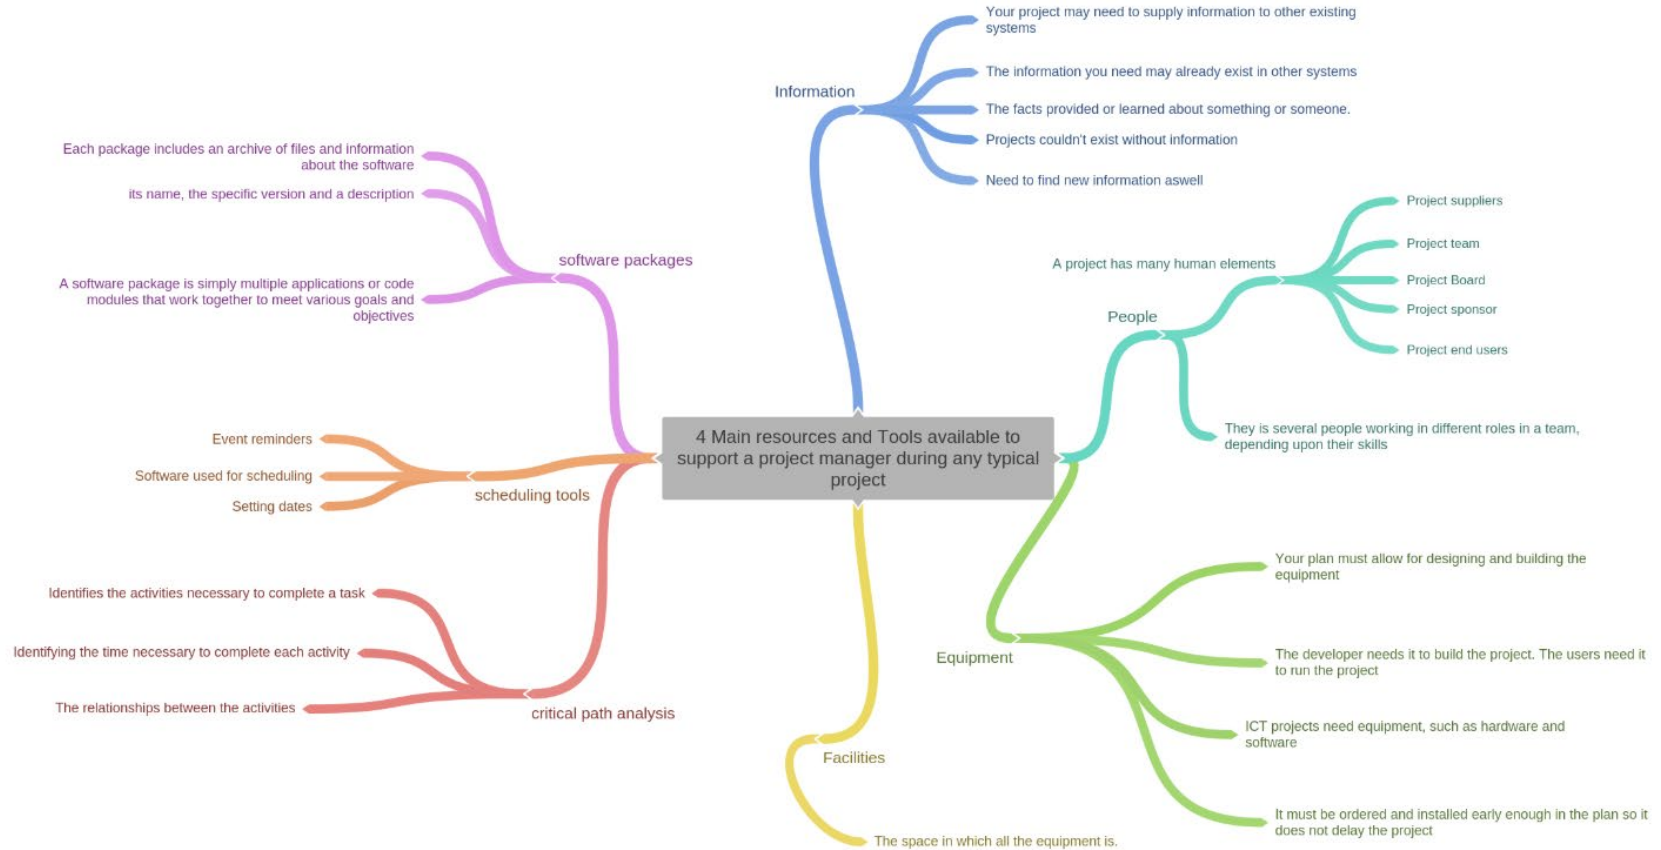 4 Main resources and Tools available to
support a project manager during any typical
project
Information
Your project may need to supply information to other existing
systems
The information you need may already exist in other systems
The facts provided or learned about something or someone.
Projects couldn't exist without information
Need to find new information aswell
People
A project has many human elements
Project suppliers
Project team
Project Board
Project sponsor
Project end users
They is several people working in different roles in a team,
depending upon their skills
Equipment
Your plan must allow for designing and building the
equipment
The developer needs it to build the project. The users need it
to run the project
ICT projects need equipment, such as hardware and
software
It must be ordered and installed early enough in the plan so it
does not delay the project
Facilities
The space in which all the equipment is.
software packages
Each package includes an archive of files and information
about the software
its name, the specific version and a description
A software package is simply multiple applications or code
modules that work together to meet various goals and
objectives
scheduling tools
Event reminders
Software used for scheduling
Setting dates
critical path analysis
Identifies the activities necessary to complete a task
Identifying the time necessary to complete each activity
The relationships between the activities